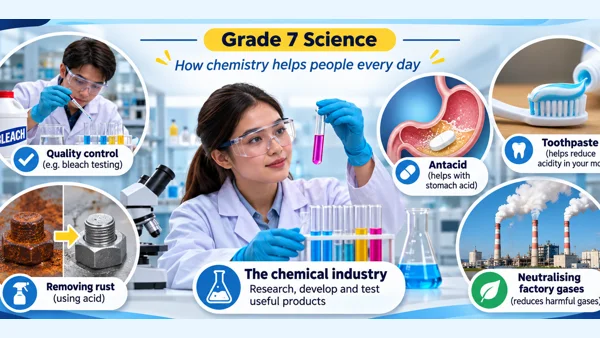 Grade 7 Science
How chemistry helps people every day
BLEACH
Quality control
(e.g. bleach testing)
Antacid
(helps with
stomach acid)
Toothpaste
(helps reduce
acidity in your
Removing rust
(using acid)
The chemical industry
Research, develop and test
useful products
Neutralising
factory gases
(reduces harmful gases)